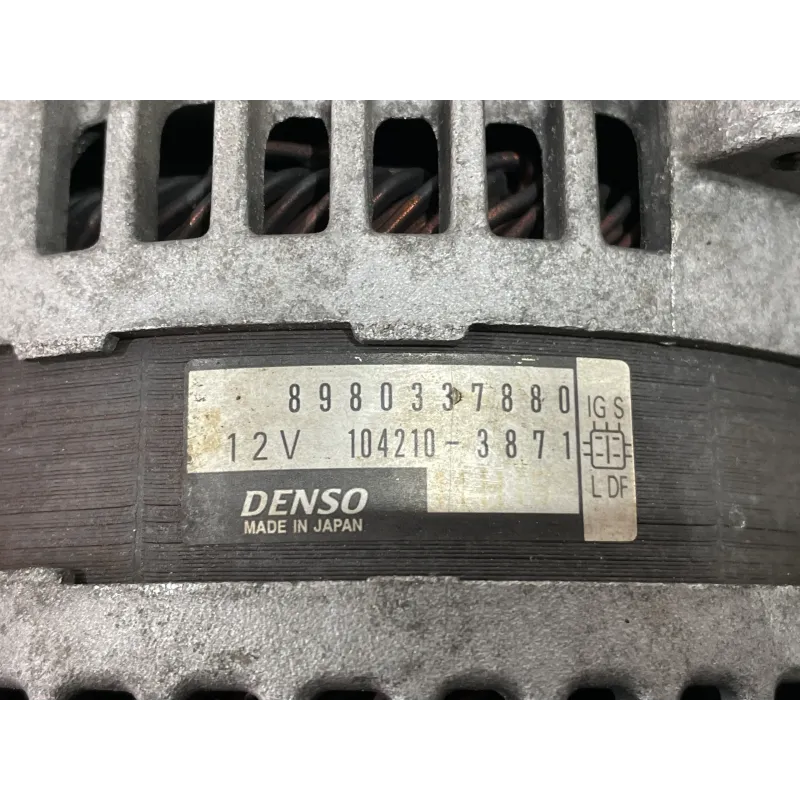 8980337880
12V 104210-3871
DENSO
MADE IN JAPAN
IG S
L DF